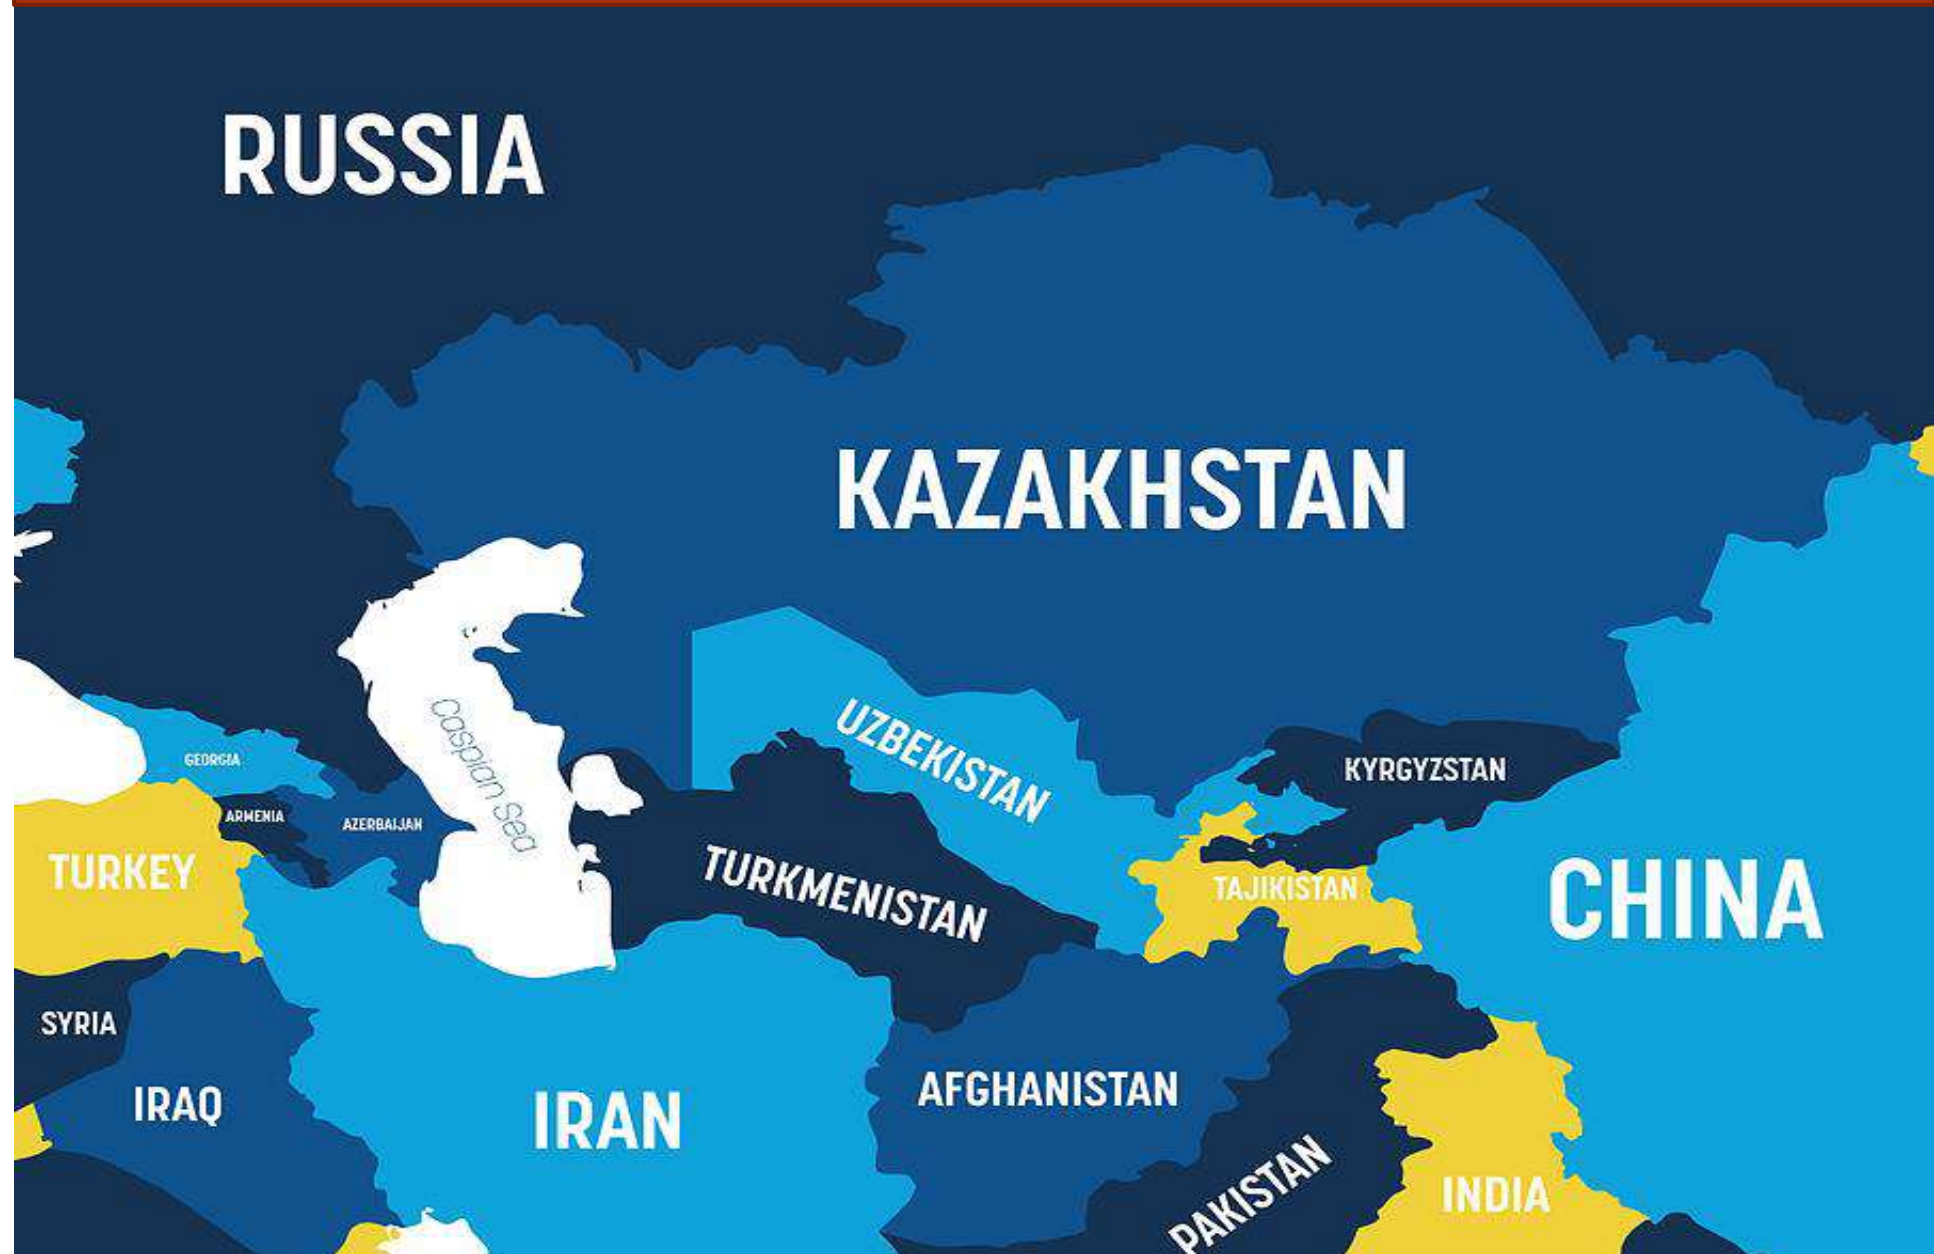 RUSSIA
KAZAKHSTAN
Caspian Sea
UZBEKISTAN
GEORGIA
KYRGYZSTAN
ARMENIA
AZERBAIJAN
TURKEY
TURKMENISTAN
TAJIKISTAN
CHINA
SYRIA
IRAQ
IRAN
AFGHANISTAN
PAKISTAN
INDIA